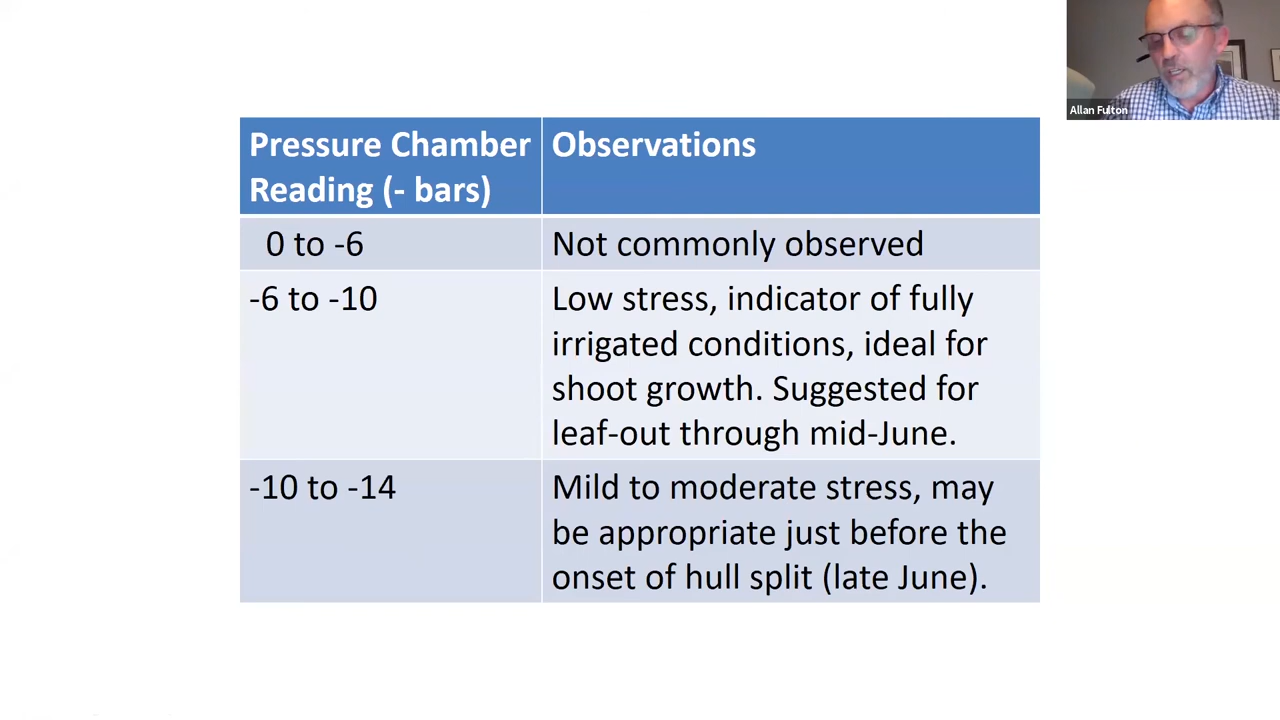 Allan Fulton
Pressure Chamber
Reading (- bars)
Observations
0 to -6
Not commonly observed
-6 to -10
Low stress, indicator of fully
irrigated conditions, ideal for
shoot growth. Suggested for
leaf-out through mid-June.
-10 to -14
Mild to moderate stress, may
be appropriate just before the
onset of hull split (late June).